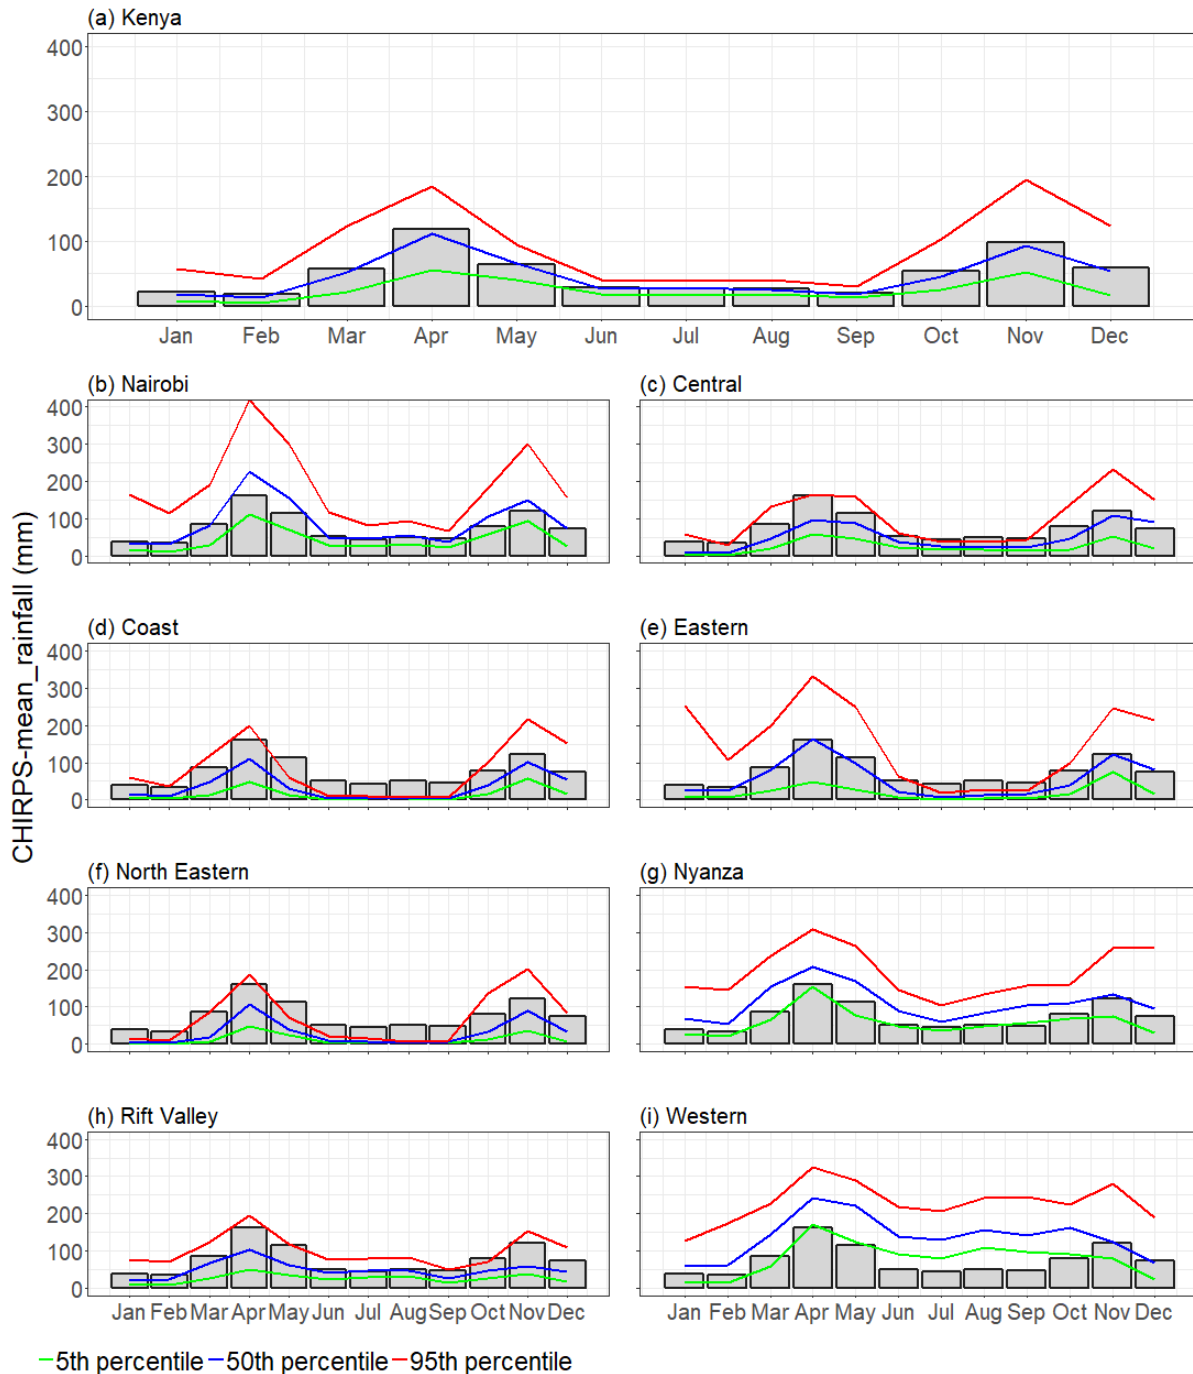 (a) Kenya
400
300
200
100
0
Jan Feb Mar Apr May Jun Jul Aug Sep Oct Nov Dec
(b) Nairobi
(c) Central
400
300
200
100
0
(d) Coast
(e) Eastern
400
300
200
100
0
CHIRPS-mean_rainfall (mm)
(f) North Eastern
(g) Nyanza
400
300
200
100
0
(h) Rift Valley
(i) Western
400
300
200
100
0
Jan Feb Mar Apr May Jun Jul Aug Sep Oct Nov Dec
Jan Feb Mar Apr May Jun Jul Aug Sep Oct Nov Dec
5th percentile 50th percentile 95th percentile